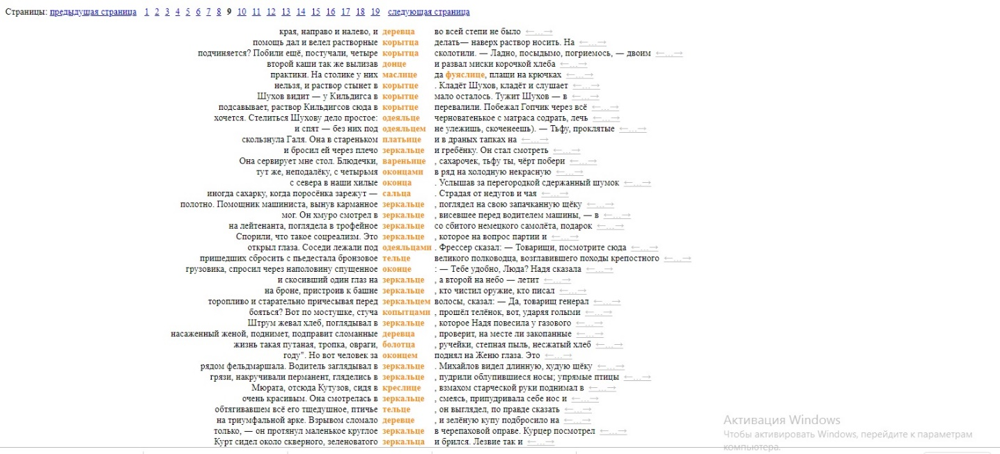 Страницы: предыдущая страница 1 2 3 4 5 6 7 8 9 10 11 12 13 14 15 16 17 18 19 следующая страница
края, направо и налево, и деревца во всей степи не было ←…→
помощь дал и велел растворные корытца делать— наверх раствор носить. На ←…→
подчиняется? Побили ещё, постучали, четыре корытца сколотили. — Ладно, посыдымо, погриемось, — двоим ←…→
второй каши так же вылизав донце и развал миски корочкой хлеба ←…→
практики. На столике у них маслице да фуяслице, плащи на крючках ←…→
нельзя, и раствор стынет в корытце . Кладёт Шухов, кладёт и слушает ←…→
Шухов видит — у Кильдигса в корытце мало осталось. Тужит Шухов — в ←…→
подсавывает, раствор Кильдигсов сюда в корытце перевалили. Побежал Гопчик через всё ←…→
хочется. Стелиться Шухову дело простое: одеяльце черноватенькое с матраса содрать, лечь ←…→
и спят — без них под одеяльцем не улежишь, скоченеешь). — Тьфу, проклятые ←…→
скользнула Галя. Она в стареньком платьице и в драных тапках на ←…→
и бросил ей через плечо зеркальце и гребёнку. Он стал смотреть ←…→
Она сервирует мне стол. Блюдечки, вареньице , сахарочек, тьфу ты, чёрт побери ←…→
тут же, неподалёку, с четырьмя оконцами в ряд на холодную некрасную ←…→
с севера в наши хилые оконца . Услышав за перегородкой сдержанный шумок ←…→
иногда сахарку, когда поросёнка зарежут — сальца . Страдая от недугов и чая ←…→
полотно. Помощник машиниста, вынув карманное зеркальце , поглядел на свою запачканную щёку ←…→
мог. Он хмуро смотрел в зеркальце , висевшее перед водителем машины, — в ←…→
на лейтенанта, поглядела в трофейное зеркальце со сбитого немецкого самолёта, подарок ←…→
Спорили, что такое соцреализм. Это зеркальце , которое на вопрос партии и ←…→
открыл глаза. Соседи лежали под одеяльцами . Фрессер сказал: — Товарищи, посмотрите сюда ←…→
пришедших сбросить с пьедестала бронзовое тельце великого полководца, возглавившего походы крепостного ←…→
грузовика, спросил через наполовину спущенное оконце : — Тебе удобно, Люда? Надя сказала ←…→
и скосивший один глаз на зеркальце , а второй на небо — летит ←…→
на броне, пристроив к башне зеркальце , кто чистил оружие, кто писал ←…→
торопливо и старательно причесывая перед зеркальцем волосы, сказал: — Да, товарищ генерал ←…→
бояться? Вот по мостушке, стуча копытцами , прошёл телёнок, вот, ударяя голыми ←…→
Штрум жевал хлеб, поглядывал в зеркальце , которое Надя повесила у газового ←…→
насаженный женой, поднимет, подправит сломанные деревца , проверит, на месте ли закопанные ←…→
жизнь такая путаная, тропка, овраги, болотца , ручейки, степная пыль, несжатый хлеб ←…→
году". Но вот человек за оконцем поднял на Женю глаза. Это ←…→
рядом фельдмаршала. Водитель заглядывал в зеркальце . Михайлов видел длинную, худую щёку ←…→
грязи, накручивали перманент, гляделись в зеркальце , пудрили облупившиеся носы; упрямые птицы ←…→
Мюрата, отсюда Кутузов, сидя в креслице , взмахом старческой руки поднимал в ←…→
очень красивым. Она смотрелась в зеркальце , смеясь, припудривала себе нос и ←…→
обтягивавшем всё его тщедушное, птичье тельце , он выглядел, по правде сказать ←…→
на триумфальной арке. Взрывом сломало деревце , и зелёную купу подбросило на ←…→
только, — он протянул маленькое круглое зеркальце в черепаховой оправе. Курцер посмотрел ←…→
Курт сидел около скверного, зеленоватого зеркальца и брился. Лезвие так и ←…→
Активация Windows
Чтобы активировать Windows, перейдите к параметрам
компьютера.